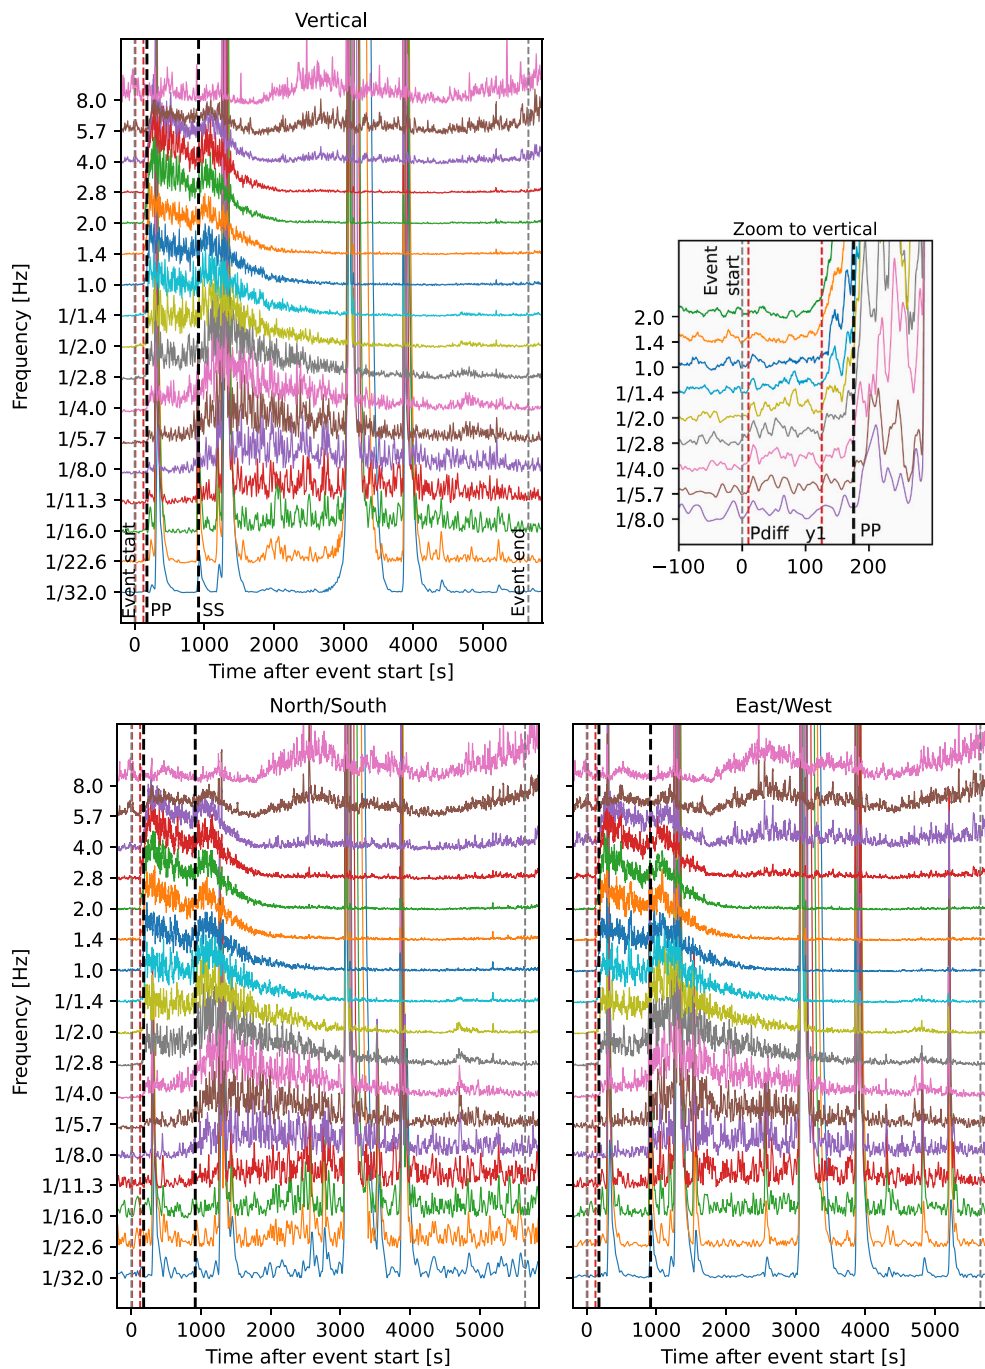 Vertical
Frequency [Hz]
8.0
5.7
4.0
2.8
2.0
1.4
1.0
1/1.4
1/2.0
1/2.8
1/4.0
1/5.7
1/8.0
1/11.3
1/16.0
1/22.6
1/32.0
Event start
PP
SS
Event end
0 1000 2000 3000 4000 5000
Time after event start [s]
Zoom to vertical
Event
start
2.0
1.4
1.0
1/1.4
1/2.0
1/2.8
1/4.0
1/5.7
1/8.0
Pdiff y1 PP
−100 0 100 200
North/South
Frequency [Hz]
8.0
5.7
4.0
2.8
2.0
1.4
1.0
1/1.4
1/2.0
1/2.8
1/4.0
1/5.7
1/8.0
1/11.3
1/16.0
1/22.6
1/32.0
0 1000 2000 3000 4000 5000
Time after event start [s]
East/West
0 1000 2000 3000 4000 5000
Time after event start [s]